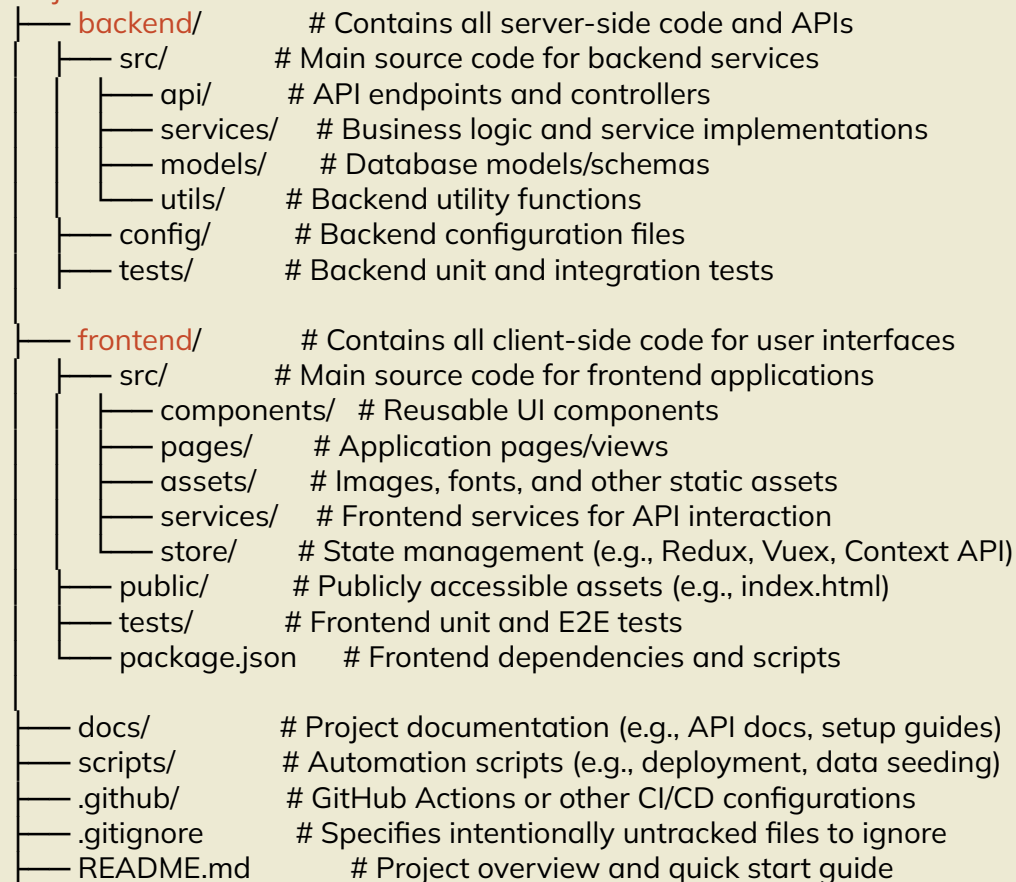 ├── backend/ # Contains all server-side code and APIs
│ ├── src/ # Main source code for backend services
│ │ ├── api/ # API endpoints and controllers
│ │ ├── services/ # Business logic and service implementations
│ │ ├── models/ # Database models/schemas
│ │ └── utils/ # Backend utility functions
│ ├── config/ # Backend configuration files
│ ├── tests/ # Backend unit and integration tests
│
├── frontend/ # Contains all client-side code for user interfaces
│ ├── src/ # Main source code for frontend applications
│ │ ├── components/ # Reusable UI components
│ │ ├── pages/ # Application pages/views
│ │ ├── assets/ # Images, fonts, and other static assets
│ │ ├── services/ # Frontend services for API interaction
│ │ └── store/ # State management (e.g., Redux, Vuex, Context API)
│ ├── public/ # Publicly accessible assets (e.g., index.html)
│ ├── tests/ # Frontend unit and E2E tests
│ └── package.json # Frontend dependencies and scripts
│
├── docs/ # Project documentation (e.g., API docs, setup guides)
├── scripts/ # Automation scripts (e.g., deployment, data seeding)
├── .github/ # GitHub Actions or other CI/CD configurations
├── .gitignore # Specifies intentionally untracked files to ignore
├── README.md # Project overview and quick start guide